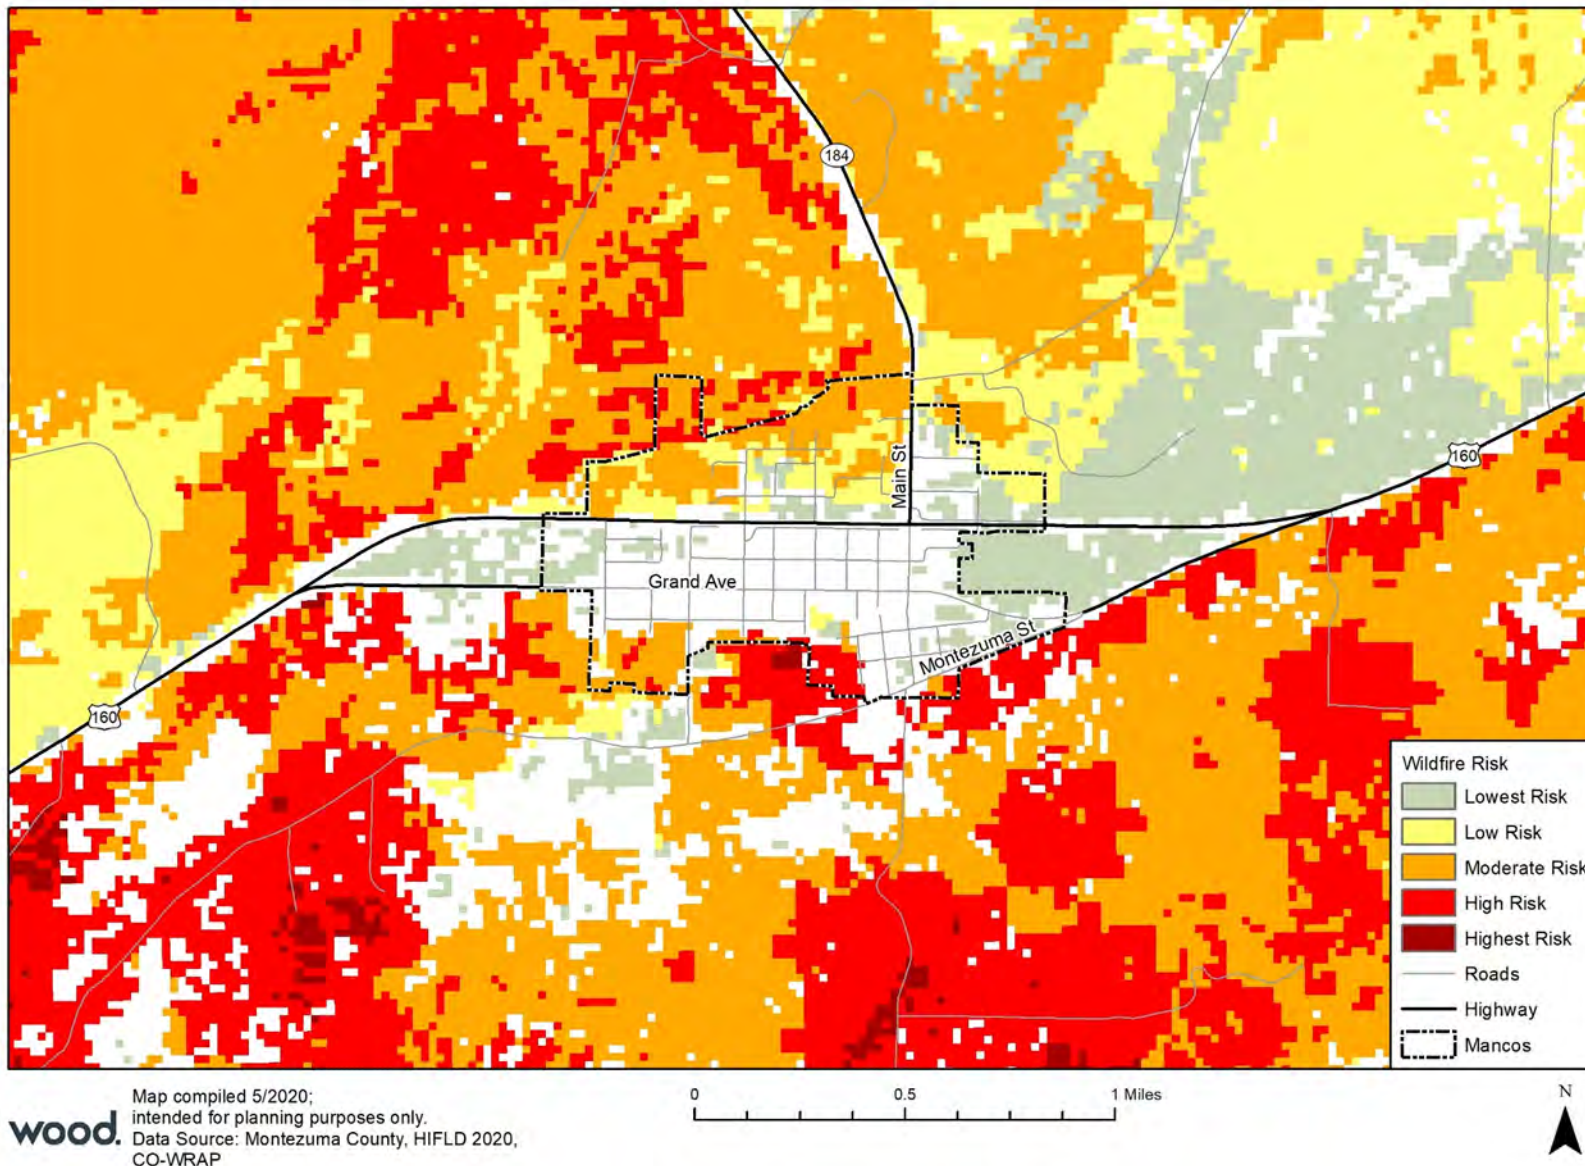 184
160
Main St
Grand Ave
Montezuma St
160
Wildfire Risk
Lowest Risk
Low Risk
Moderate Risk
High Risk
Highest Risk
Roads
Highway
Mancos
wood.
Map compiled 5/2020;
intended for planning purposes only.
Data Source: Montezuma County, HIFLD 2020,
CO-WRAP
0 0.5 1 Miles
N